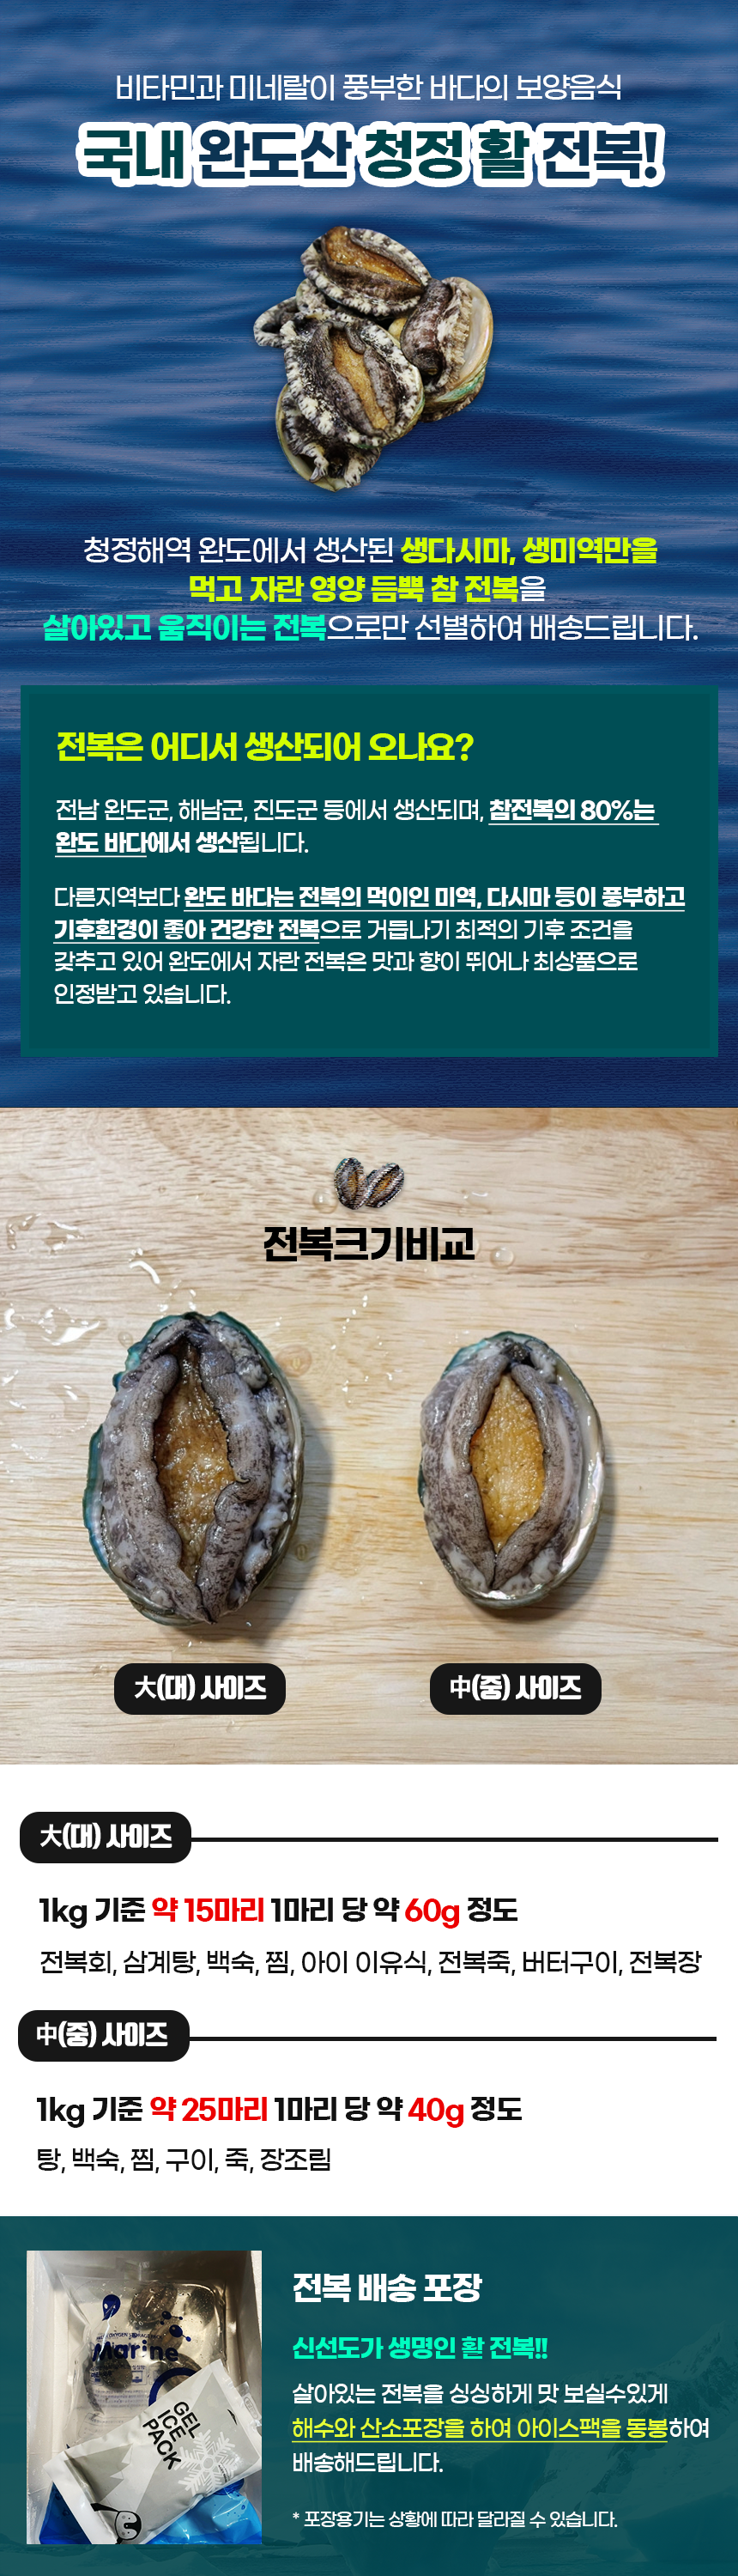 비타민과 미네랄이 풍부한 바다의 보양음식
국내 완도산 청정 활 전복!
청정해역 완도에서 생산된 생다시마, 생미역만을
먹고 자란 영양 듬뿍 참 전복을
살아있고 움직이는 전복으로만 선별하여 배송드립니다.
전복은 어디서 생산되어 오나요?
전남 완도군, 해남군, 진도군 등에서 생산되며, 참전복의 80%는
완도 바다에서 생산됩니다.
다른지역보다 완도 바다는 전복의 먹이인 미역, 다시마 등이 풍부하고
기후환경이 좋아 건강한 전복으로 거듭나기 최적의 기후 조건을
갖추고 있어 완도에서 자란 전복은 맛과 향이 뛰어나 최상품으로
인정받고 있습니다.
전복크기비교
大(대) 사이즈
中(중) 사이즈
大(대) 사이즈
1kg 기준 약 15마리 1마리 당 약 60g 정도
전복회, 삼계탕, 백숙, 찜, 아이 이유식, 전복죽, 버터구이, 전복장
中(중) 사이즈
1kg 기준 약 25마리 1마리 당 약 40g 정도
탕, 백숙, 찜, 구이, 죽, 장조림
Marine
GEL
ICE
PACK
전복 배송 포장
신선도가 생명인 활 전복!!
살아있는 전복을 싱싱하게 맛 보실수있게
해수와 산소포장을 하여 아이스팩을 동봉하여
배송해드립니다.
* 포장용기는 상황에 따라 달라질 수 있습니다.